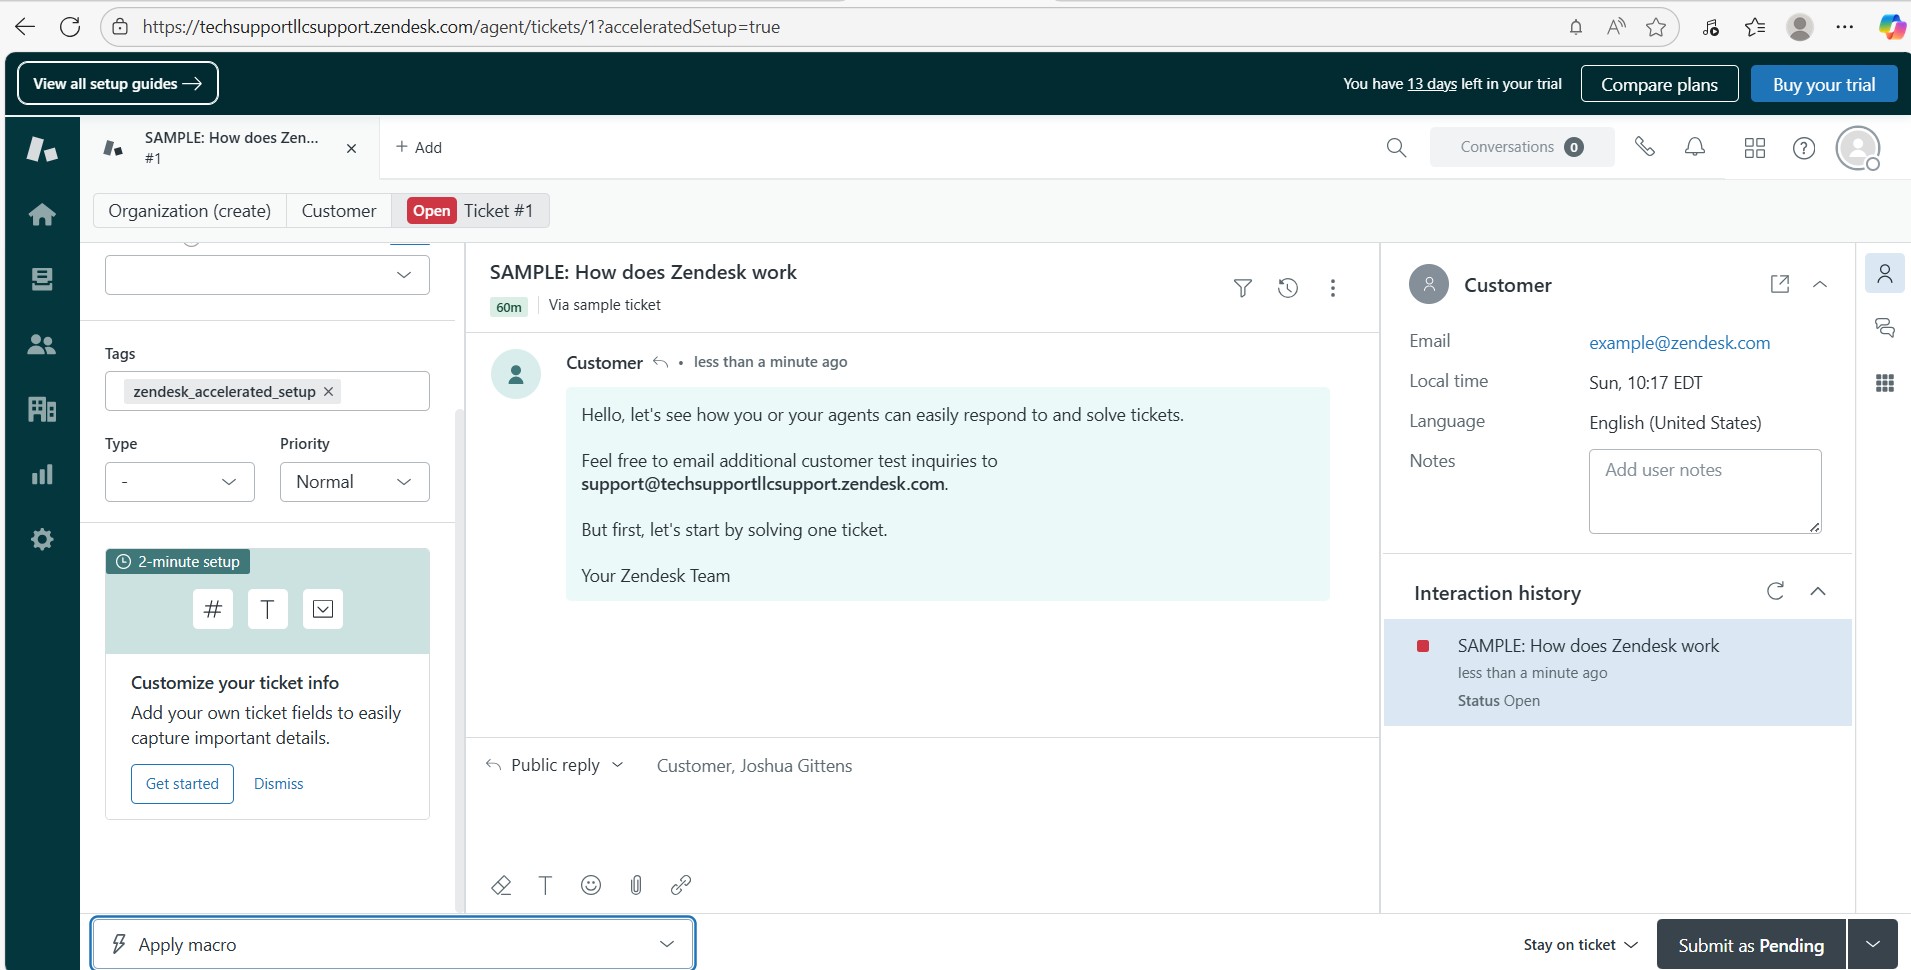 https://techsupportllcsupport.zendesk.com/agent/tickets/1?acceleratedSetup=true
View all setup guides
You have 13 days left in your trial
Compare plans
Buy your trial
SAMPLE: How does Zen...
#1
+ Add
Conversations 0
Organization (create)
Customer
Open Ticket #1
Tags
zendesk_accelerated_setup
Type
Priority
-
Normal
2-minute setup
Customize your ticket info
Add your own ticket fields to easily
capture important details.
Get started
Dismiss
SAMPLE: How does Zendesk work
60m
Via sample ticket
Customer • less than a minute ago
Hello, let's see how you or your agents can easily respond to and solve tickets.
Feel free to email additional customer test inquiries to
support@techsupportllcsupport.zendesk.com.
But first, let's start by solving one ticket.
Your Zendesk Team
Public reply
Customer, Joshua Gittens
Customer
Email
example@zendesk.com
Local time
Sun, 10:17 EDT
Language
English (United States)
Notes
Add user notes
Interaction history
SAMPLE: How does Zendesk work
less than a minute ago
Status Open
Apply macro
Stay on ticket
Submit as Pending